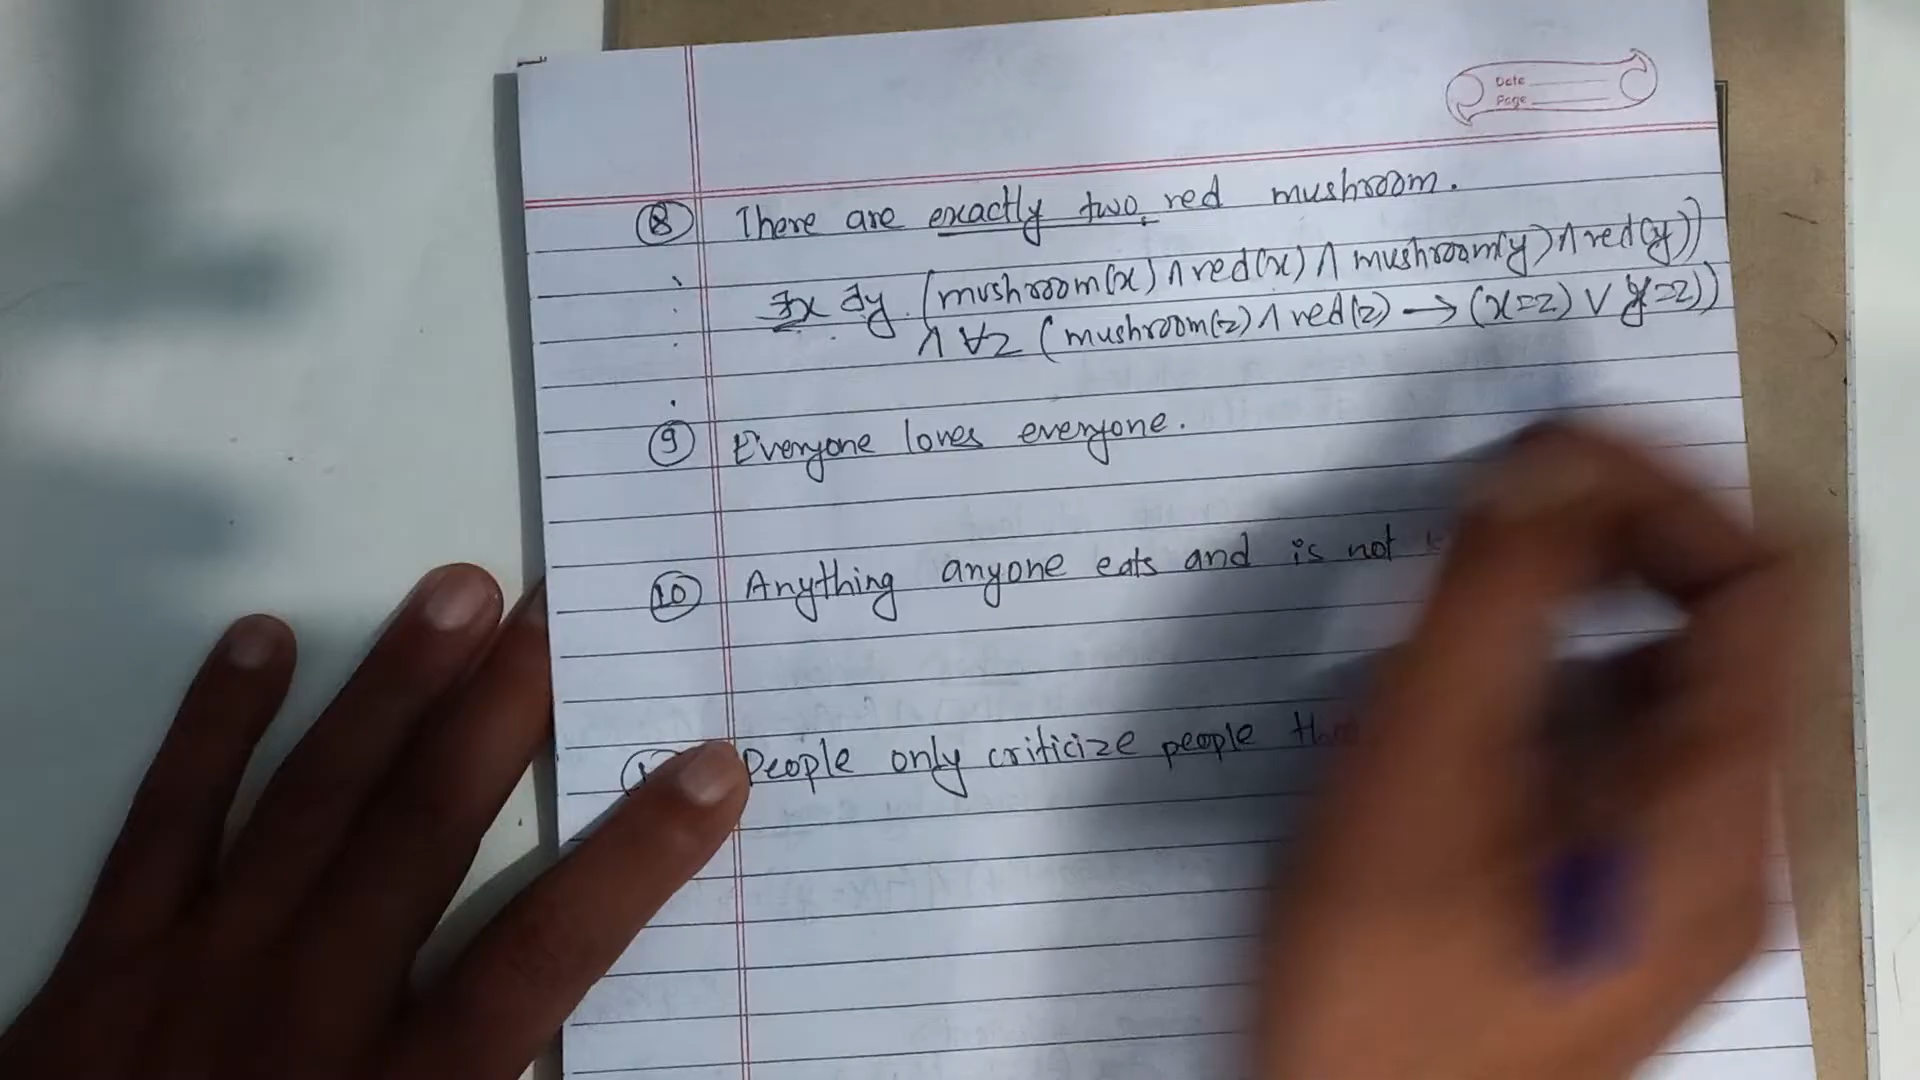 Date
Page
8 There are exactly two red mushroom.
∃x ∃y (mushroom(x) ∧ red(x) ∧ mushroom(y) ∧ red(y))
∧ ∀z (mushroom(z) ∧ red(z) → (x=z) ∨ y=z))
9 Everyone loves everyone.
10 Anything anyone eats and is not
People only criticize people